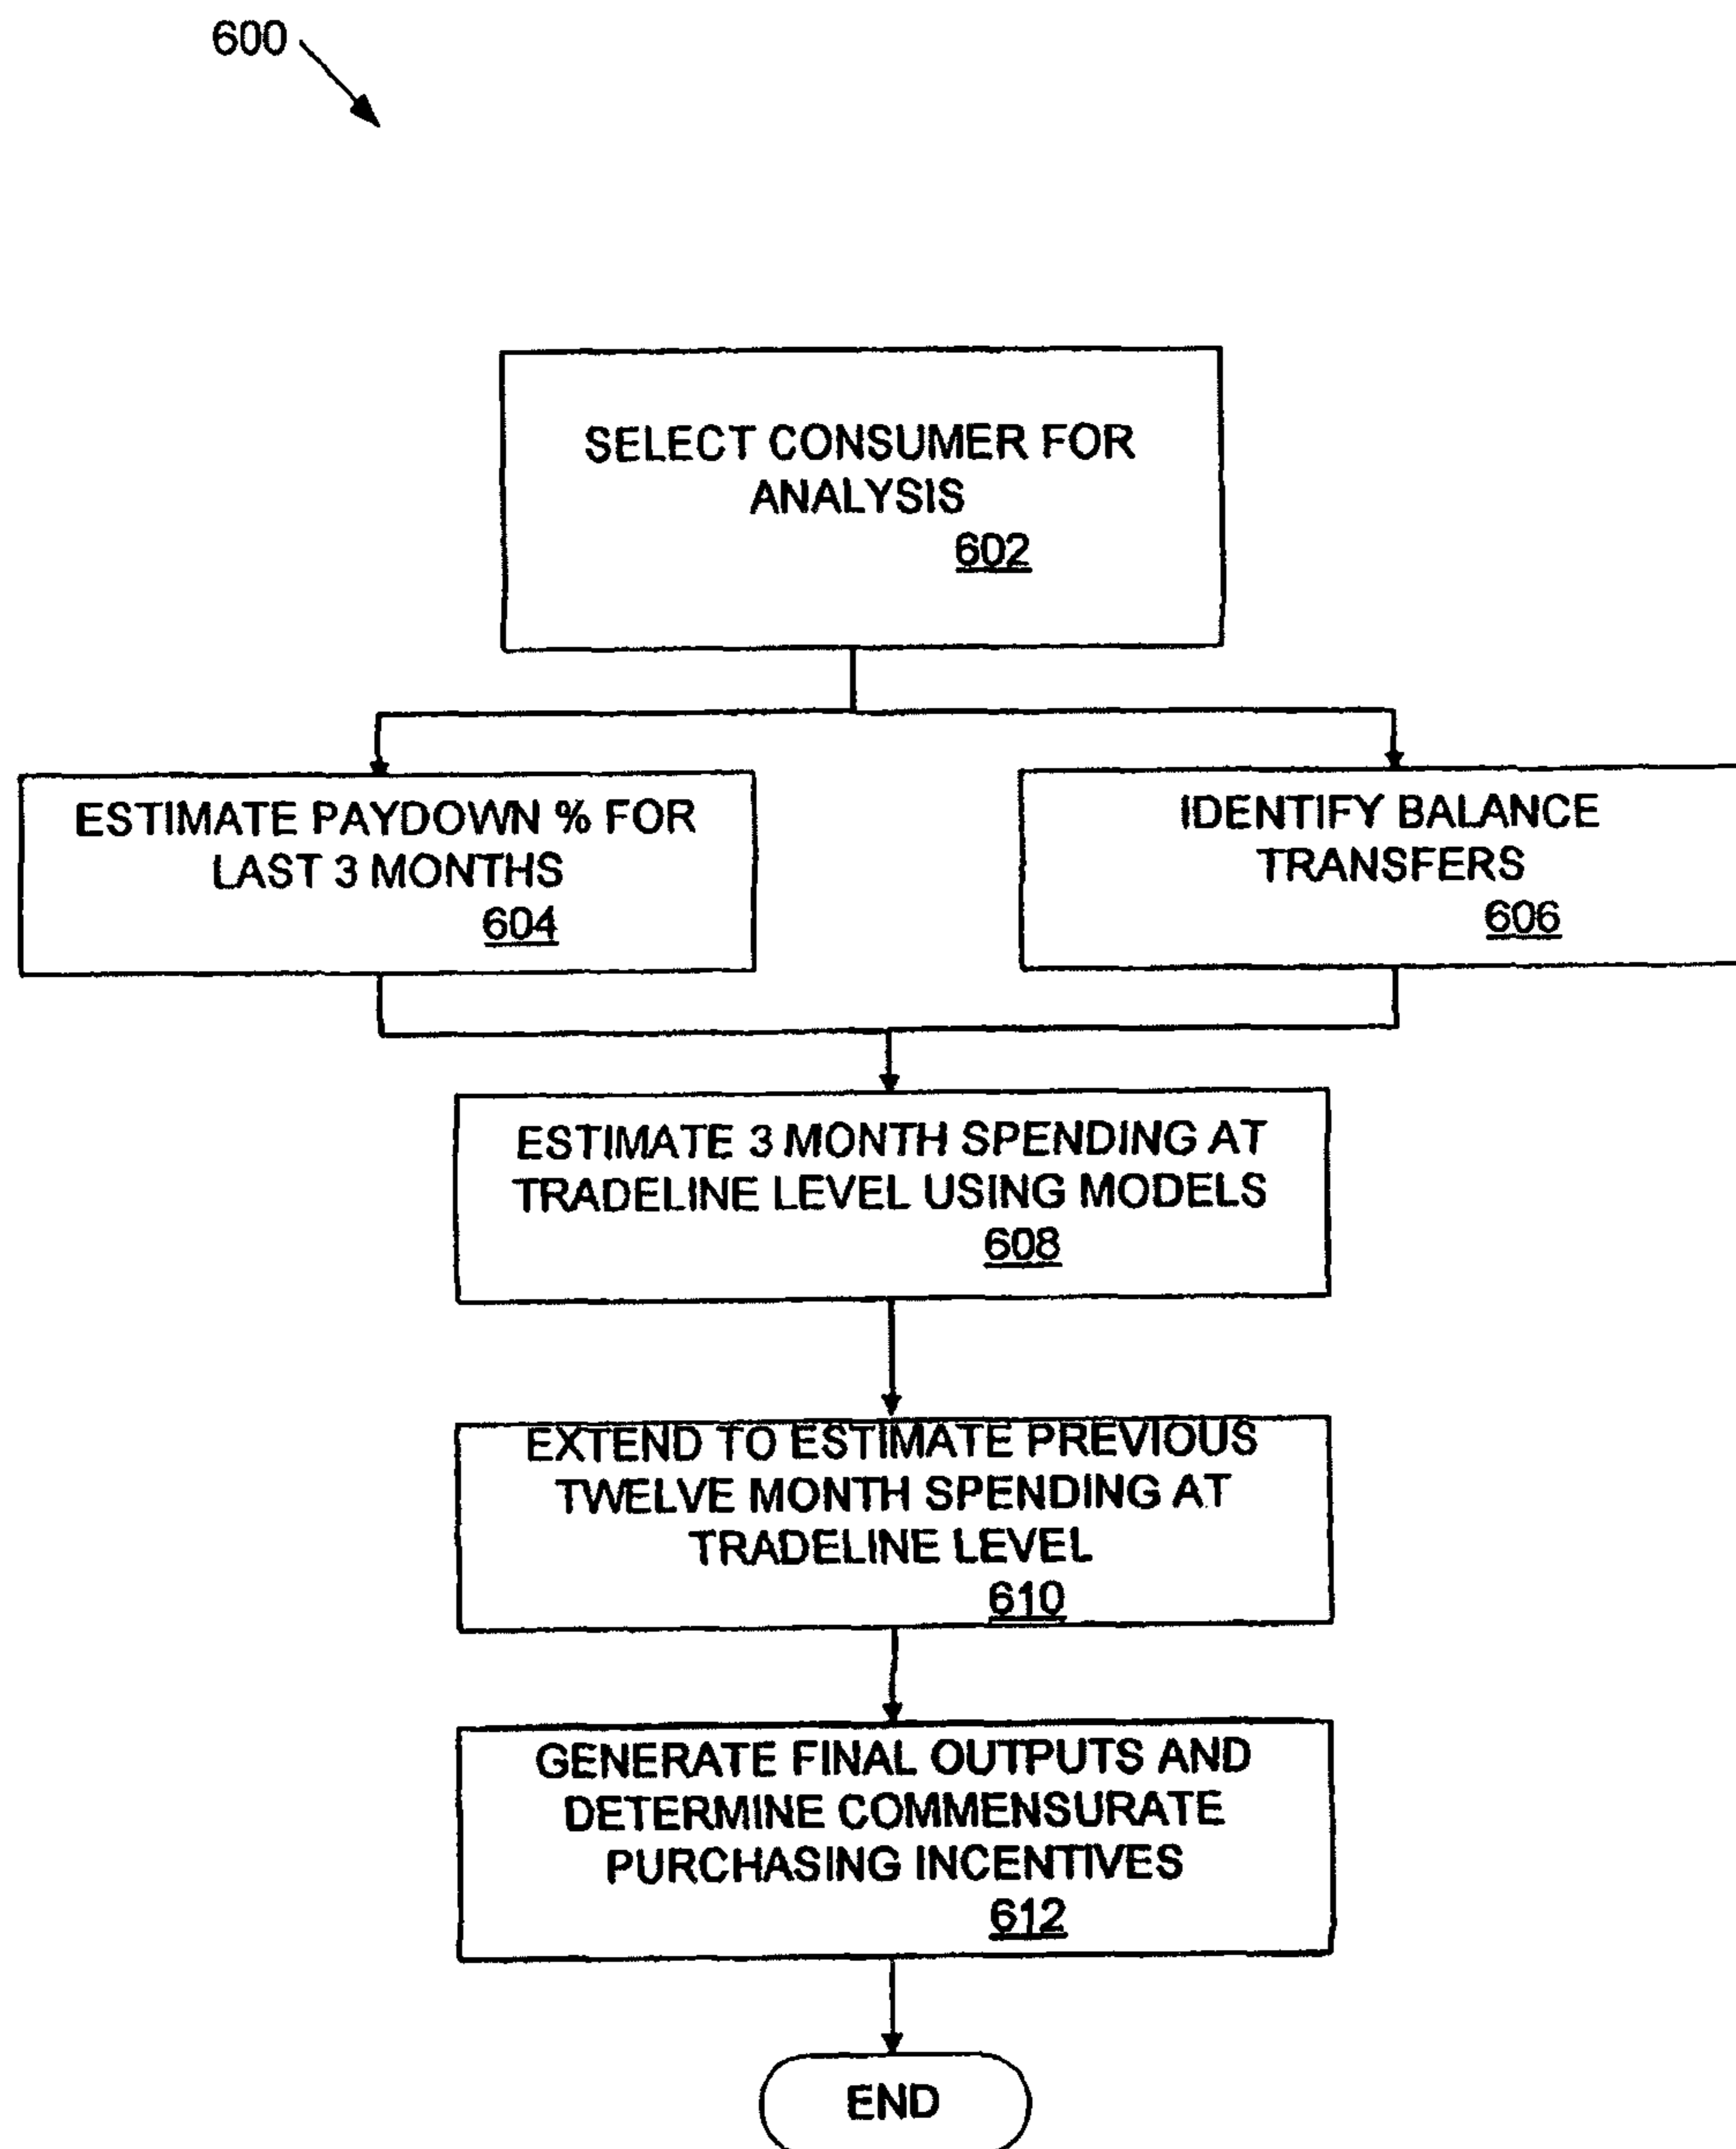 600
SELECT CONSUMER FOR
ANALYSIS
602
ESTIMATE PAYDOWN % FOR
LAST 3 MONTHS
604
IDENTIFY BALANCE
TRANSFERS
606
ESTIMATE 3 MONTH SPENDING AT
TRADELINE LEVEL USING MODELS
608
EXTEND TO ESTIMATE PREVIOUS
TWELVE MONTH SPENDING AT
TRADELINE LEVEL
610
GENERATE FINAL OUTPUTS AND
DETERMINE COMMENSURATE
PURCHASING INCENTIVES
612
END